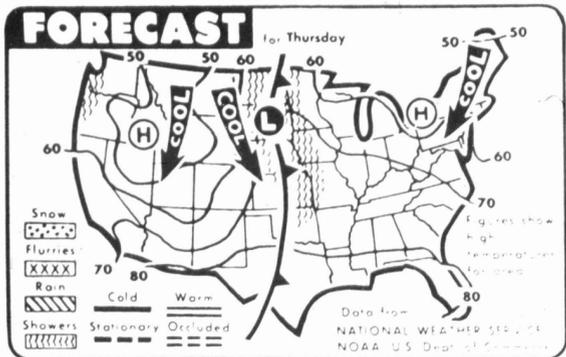 FORECAST
for Thursday
50
50 60
60
50
50
COOL
COOL
COOL
H
L
H
60
60
70
Snow
Flurries
XXXX
Rain
Showers
70
80
80
Cold
Warm
Stationary
Occluded
Figures show
high
temperatures
for area
Data from
NATIONAL WEATHER SERVICE
NOAA U.S. Dept. of